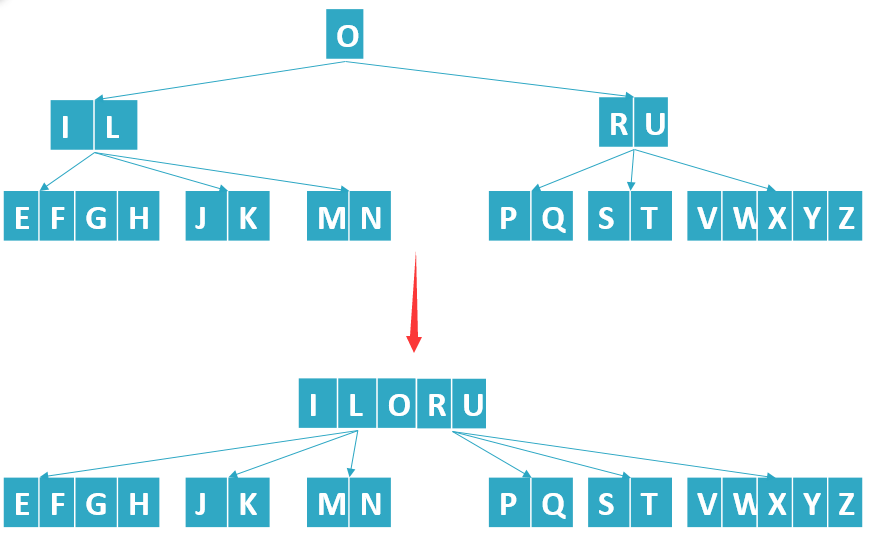 O
I L R U
E F G H J K M N P Q S T V W X Y Z
I L O R U
E F G H J K M N P Q S T V W X Y Z